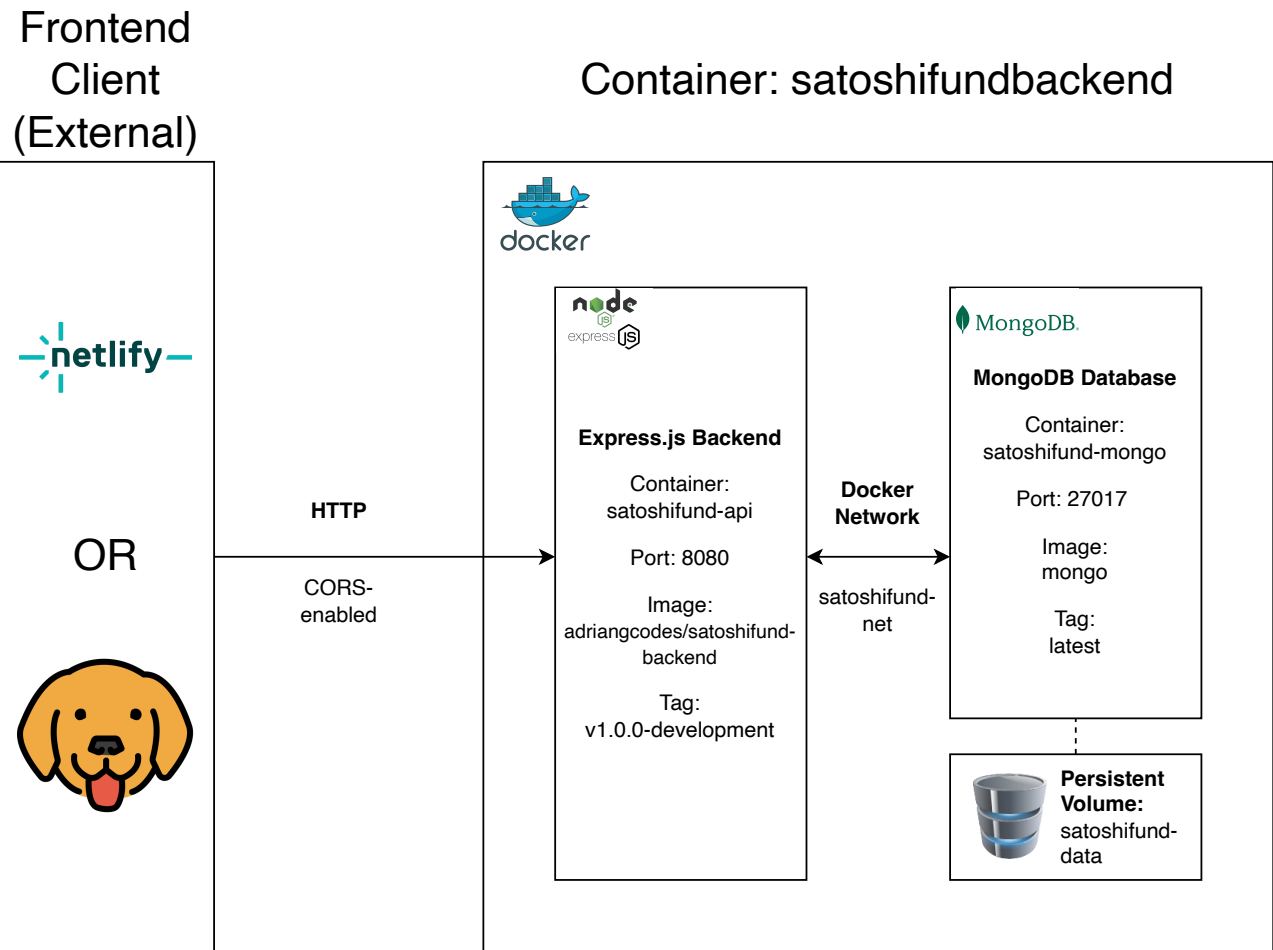 Frontend
Client
(External)
Container: satoshifundbackend
docker
netlify
OR
HTTP
CORS-
enabled
node
JS
express JS
Express.js Backend
Container:
satoshifund-api
Port: 8080
Image:
adriangcodes/satoshifund-
backend
Tag:
v1.0.0-development
Docker
Network
satoshifund-
net
MongoDB.
MongoDB Database
Container:
satoshifund-mongo
Port: 27017
Image:
mongo
Tag:
latest
Persistent
Volume:
satoshifund-
data